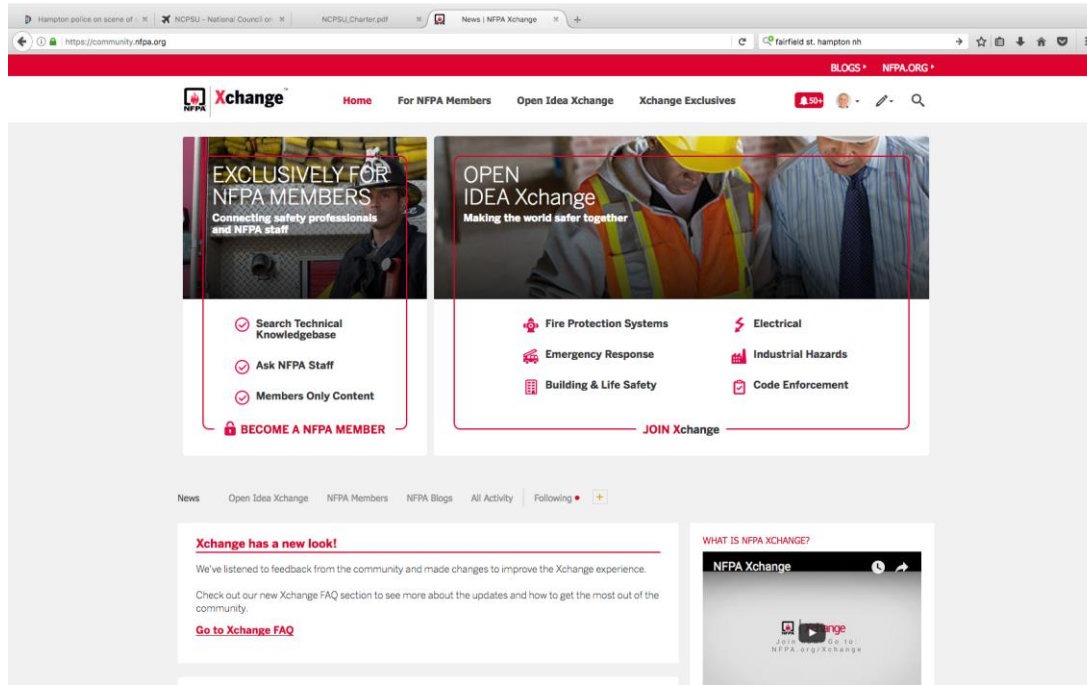 Hampton police on scene of
NCPSU - National Council on
NCPSU_Charter.pdf
News | NFPA Xchange
https://community.nfpa.org
fairfield st. hampton nh
BLOGS
NFPA.ORG
NFPA
Xchange
Home
For NFPA Members
Open Idea Xchange
Xchange Exclusives
50+
EXCLUSIVELY FOR
NFPA MEMBERS
Connecting safety professionals
and NFPA staff
Search Technical
Knowledgebase
Ask NFPA Staff
Members Only Content
BECOME A NFPA MEMBER
OPEN
IDEA Xchange
Making the world safer together
Fire Protection Systems
Emergency Response
Building & Life Safety
Electrical
Industrial Hazards
Code Enforcement
JOIN Xchange
News
Open Idea Xchange
NFPA Members
NFPA Blogs
All Activity
Following
Xchange has a new look!
We've listened to feedback from the community and made changes to improve the Xchange experience.
Check out our new Xchange FAQ section to see more about the updates and how to get the most out of the
community.
Go to Xchange FAQ
WHAT IS NFPA XCHANGE?
NFPA Xchange
NFPA
Join
Go to:
NFPA.org/Xchange